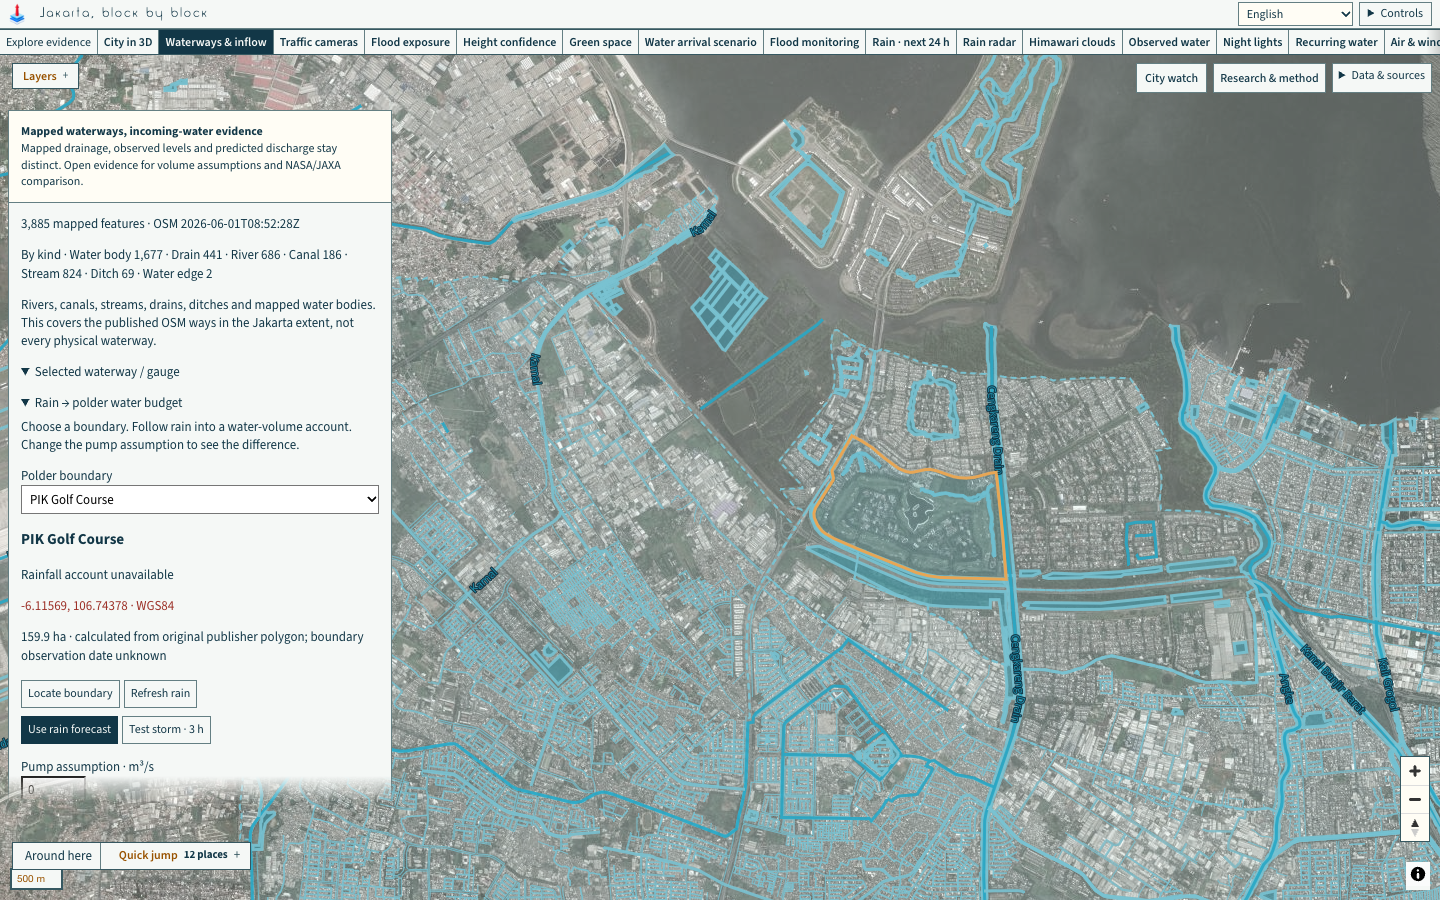 Jakarta, block by block
English
Controls
Explore evidence
City in 3D
Waterways & inflow
Traffic cameras
Flood exposure
Height confidence
Green space
Water arrival scenario
Flood monitoring
Rain · next 24 h
Rain radar
Himawari clouds
Observed water
Night lights
Recurring water
Air & wind
Layers +
City watch
Research & method
Data & sources
Mapped waterways, incoming-water evidence
Mapped drainage, observed levels and predicted discharge stay
distinct. Open evidence for volume assumptions and NASA/JAXA
comparison.
3,885 mapped features · OSM 2026-06-01T08:52:28Z
By kind · Water body 1,677 · Drain 441 · River 686 · Canal 186 ·
Stream 824 · Ditch 69 · Water edge 2
Rivers, canals, streams, drains, ditches and mapped water bodies.
This covers the published OSM ways in the Jakarta extent, not
every physical waterway.
Selected waterway / gauge
Rain → polder water budget
Choose a boundary. Follow rain into a water-volume account.
Change the pump assumption to see the difference.
Polder boundary
PIK Golf Course
PIK Golf Course
Rainfall account unavailable
-6.11569, 106.74378 · WGS84
159.9 ha · calculated from original publisher polygon; boundary
observation date unknown
Locate boundary
Refresh rain
Use rain forecast
Test storm · 3 h
Pump assumption · m³/s
0
Around here
Quick jump 12 places +
500 m
Kamal
Kamal
Kamal
Cengkareng Drain
Cengkareng Drain
Angke
Kanal Banjir Barat
Kali Grogol